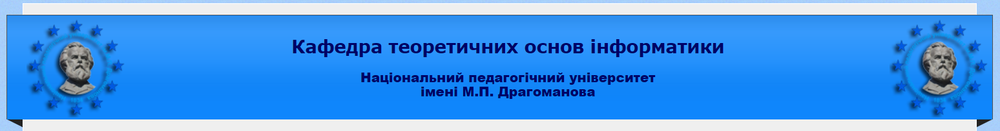 Кафедра теоретичних основ інформатики
Національний педагогічний університет
імені М.П. Драгоманова